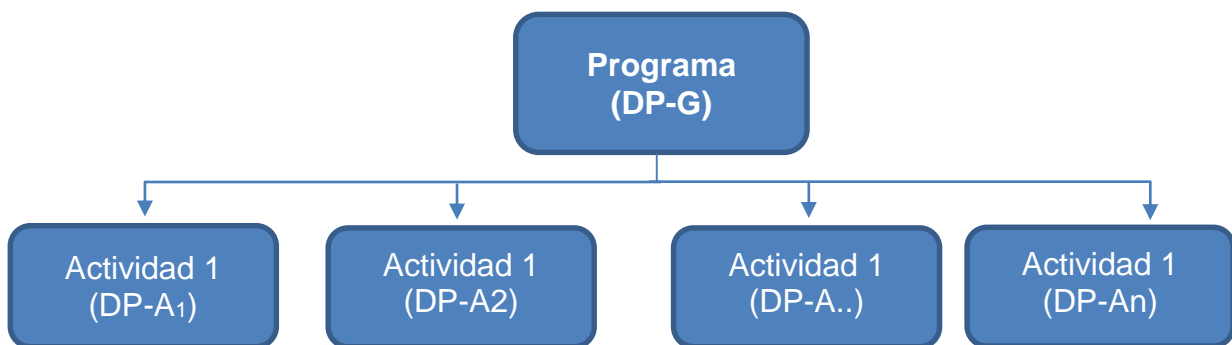 Programa
(DP-G)
Actividad 1
(DP-A₁)
Actividad 1
(DP-A2)
Actividad 1
(DP-A..)
Actividad 1
(DP-An)